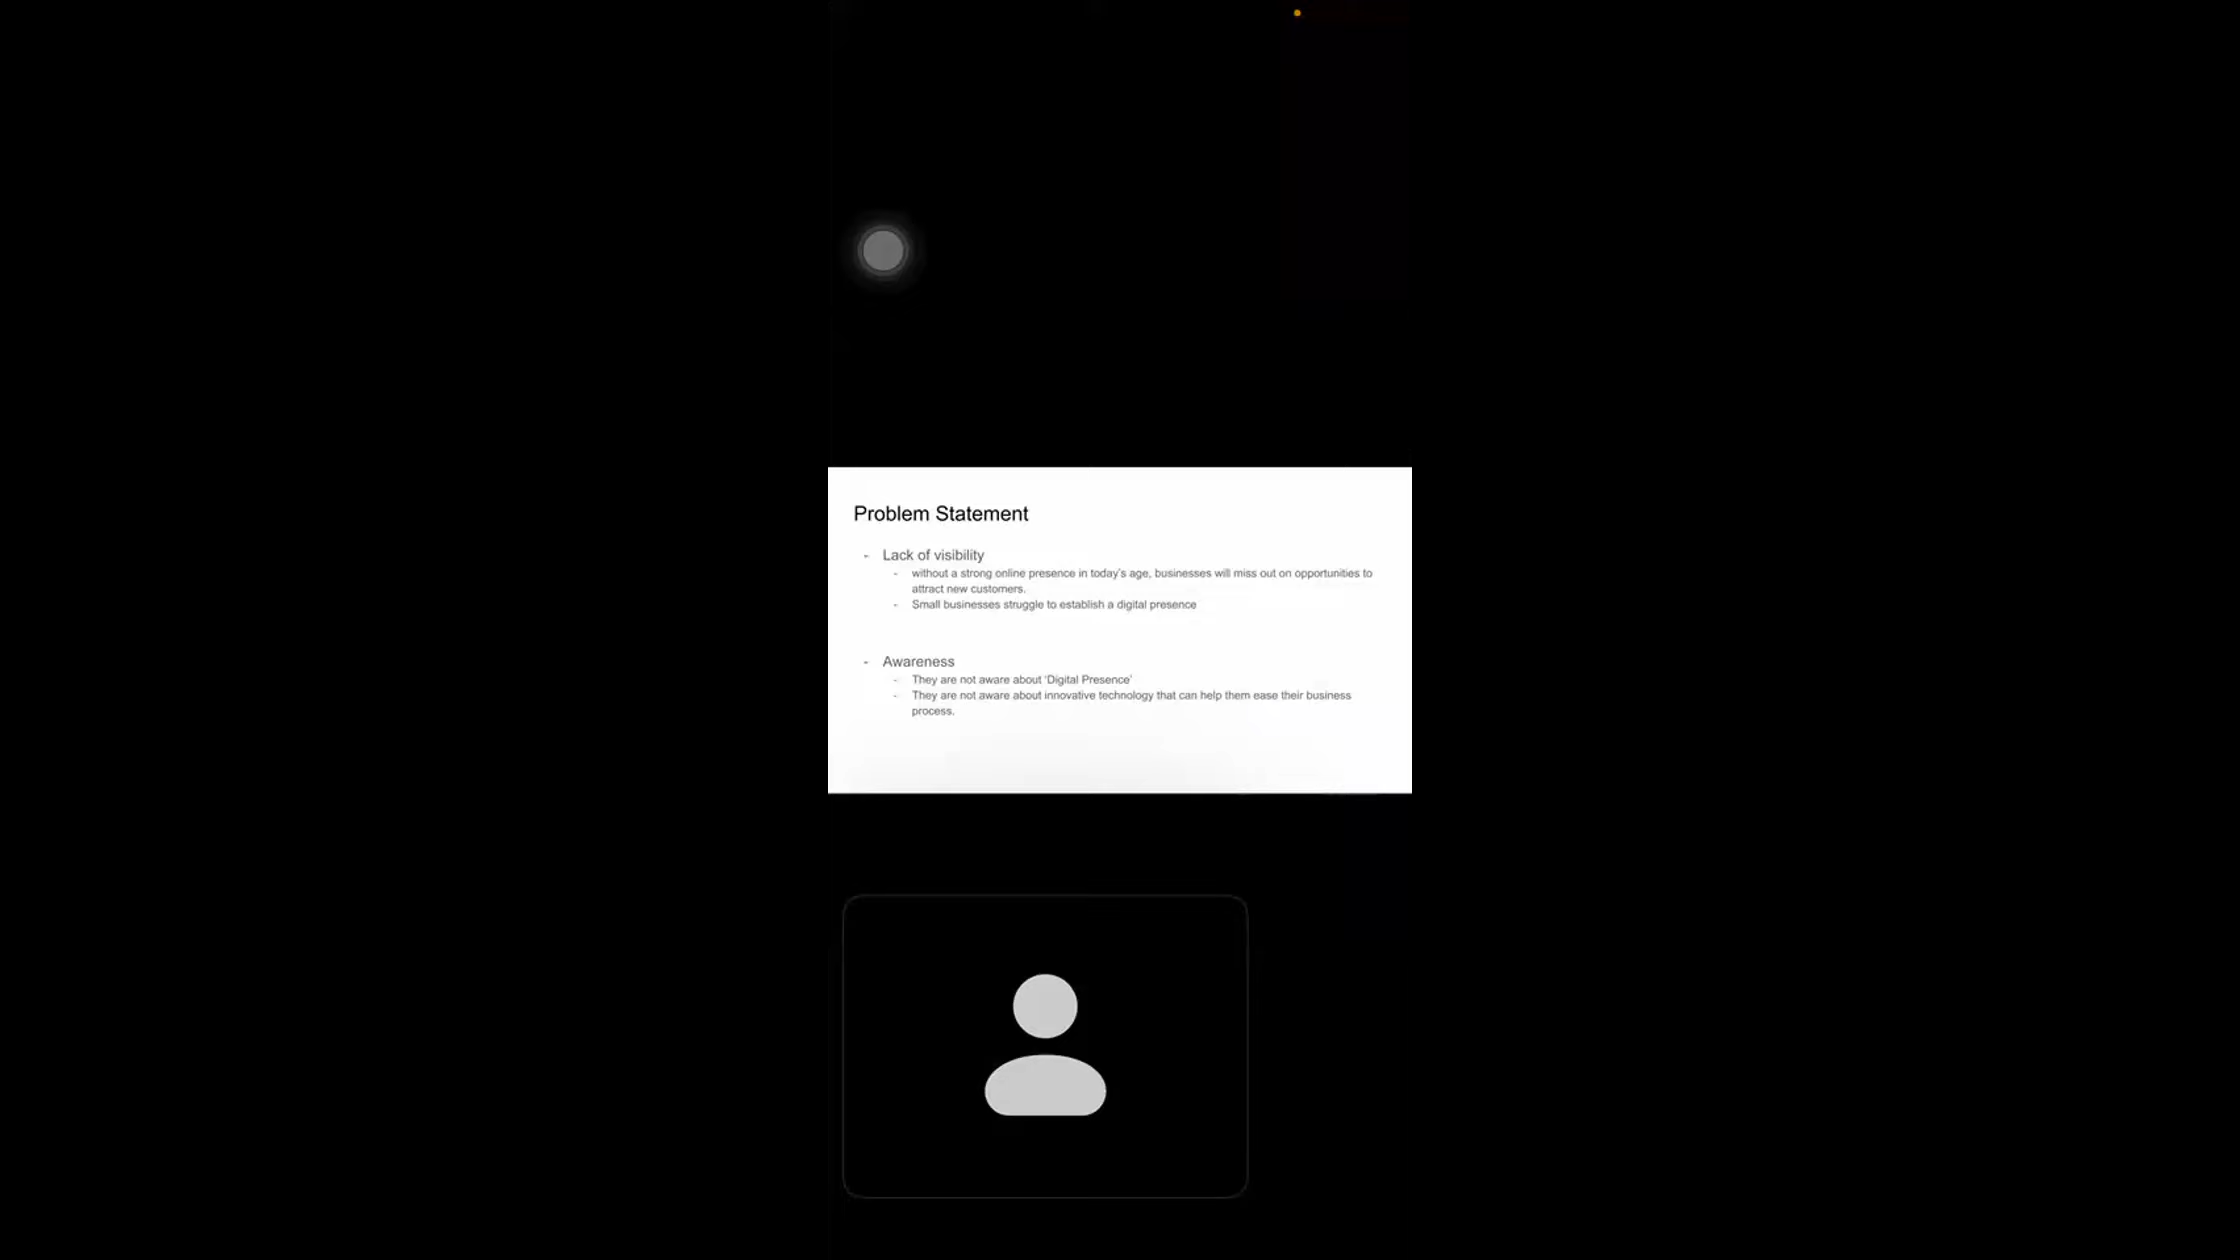 Problem Statement
- Lack of visibility
- without a strong online presence in today's age, businesses will miss out on opportunities to
attract new customers.
- Small businesses struggle to establish a digital presence
- Awareness
- They are not aware about ‘Digital Presence’
- They are not aware about innovative technology that can help them ease their business
process.